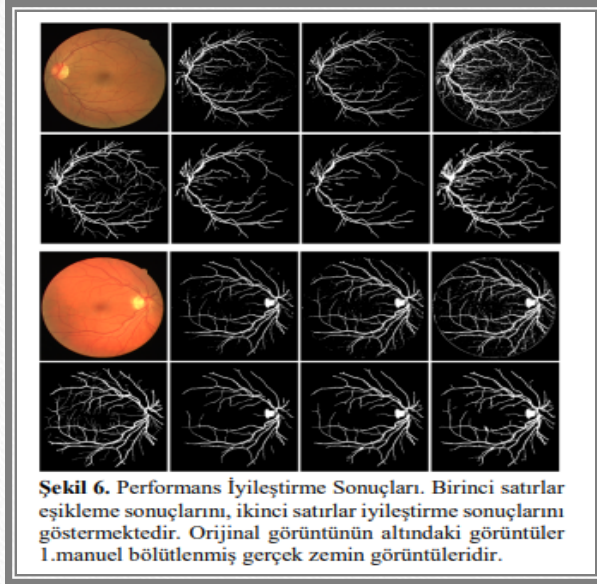 Şekil 6. Performans İyileştirme Sonuçları. Birinci satırlar
eşikleme sonuçlarını, ikinci satırlar iyileştirme sonuçlarını
göstermektedir. Orijinal görüntünün altındaki görüntüler
1.manuel bölütlenmiş gerçek zemin görüntüleridir.